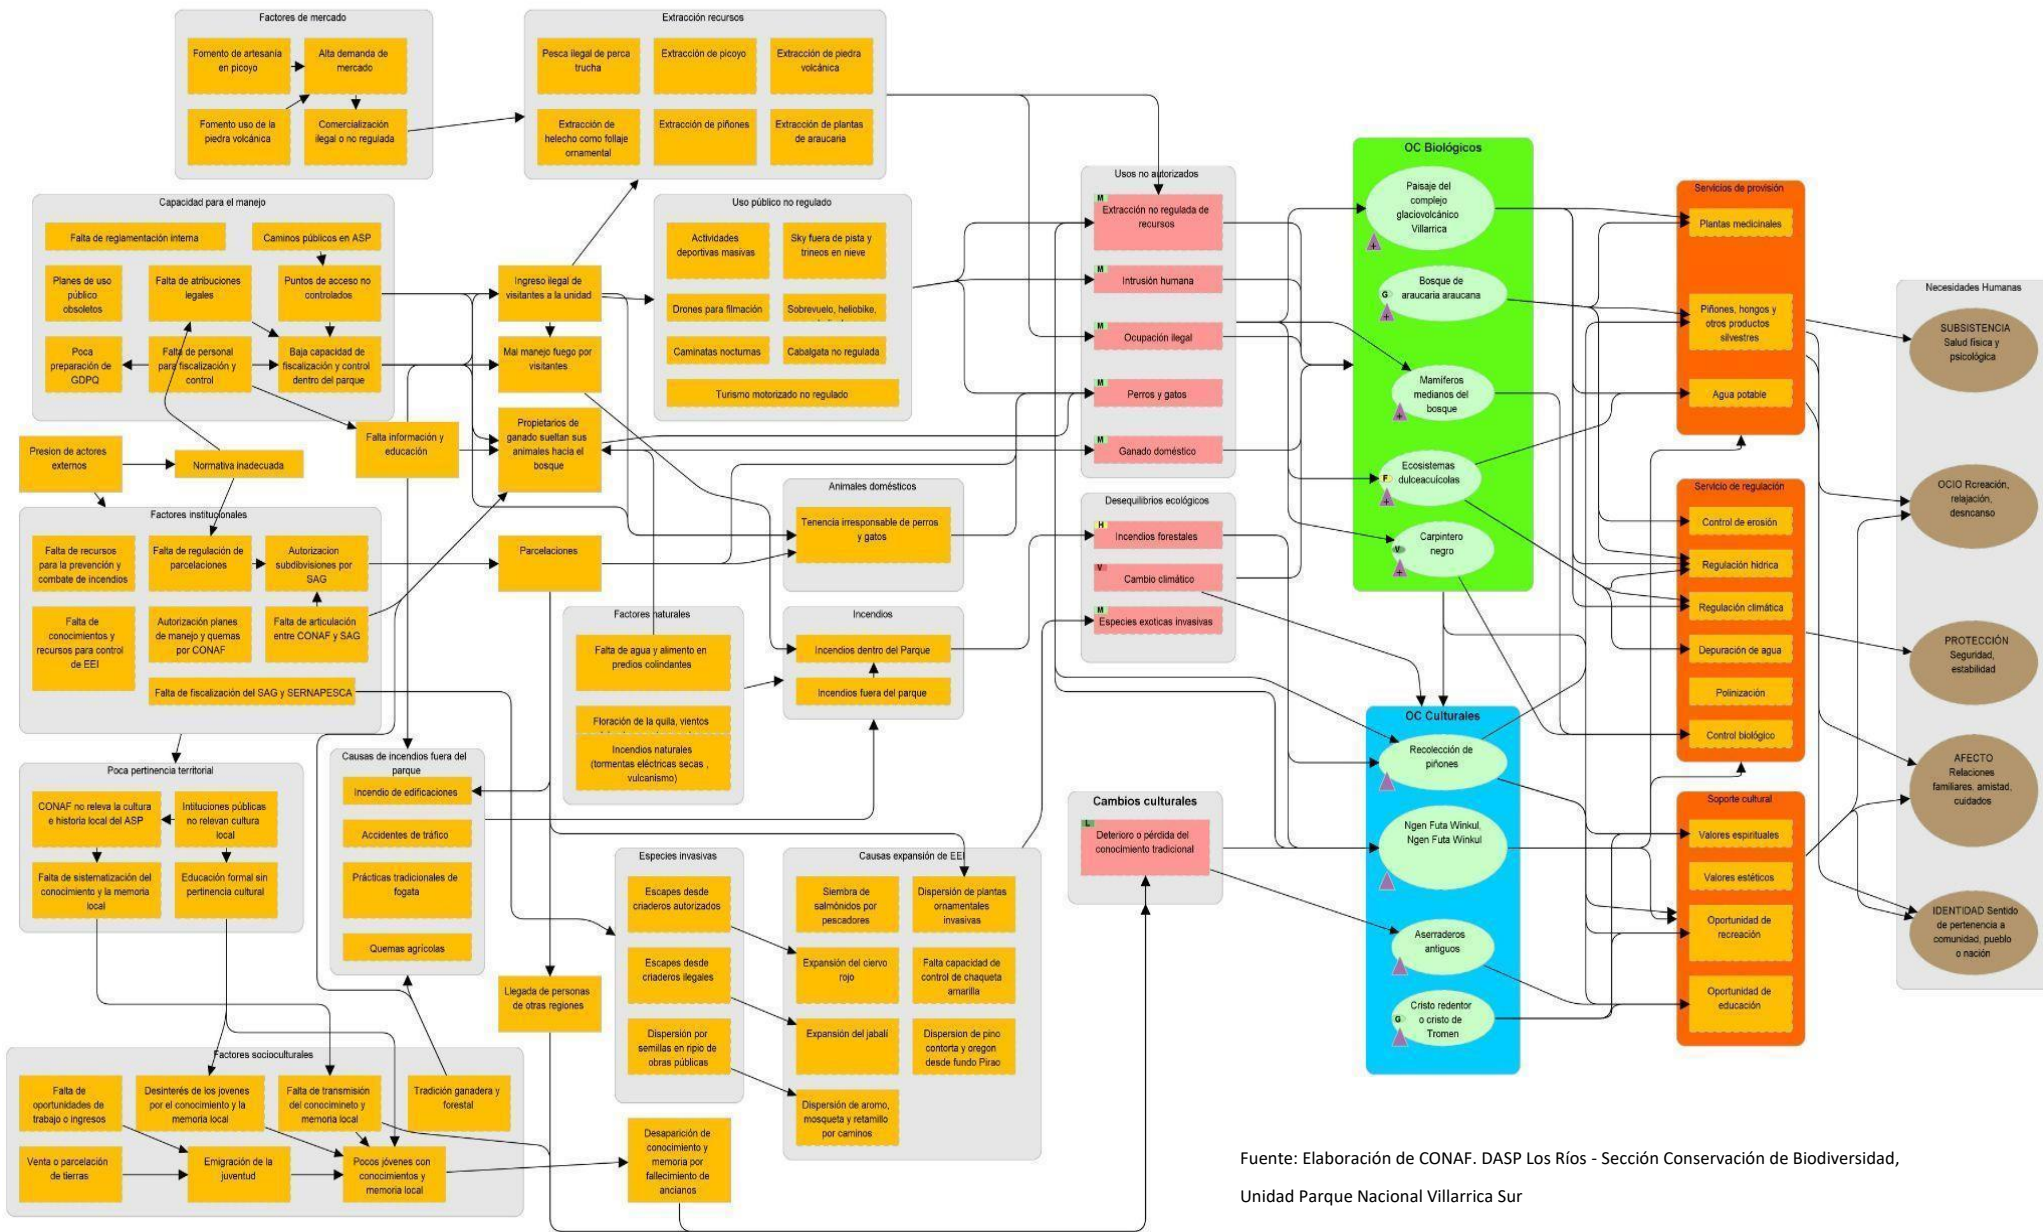 Factores de mercado
Fomento de artesanía
en picoyo
Alta demanda de
mercado
Fomento uso de la
piedra volcánica
Comercialización
ilegal o no regulada
Extracción recursos
Pesca ilegal de perca
trucha
Extracción de picoyo
Extracción de piedra
volcánica
Extracción de
helecho como follaje
ornamental
Extracción de piñones
Extracción de plantas
de araucaria
Capacidad para el manejo
Falta de reglamentación interna
Caminos públicos en ASP
Planes de uso
público
obsoletos
Falta de atribuciones
legales
Puntos de acceso no
controlados
Poca
preparación de
GDPQ
Falta de personal
para fiscalización y
control
Baja capacidad de
fiscalización y control
dentro del parque
Ingreso ilegal de
visitantes a la unidad
Mal manejo fuego por
visitantes
Propietarios de
ganado sueltan sus
animales hacia el
bosque
Falta información y
educación
Presion de actores
externos
Normativa inadecuada
Uso público no regulado
Actividades
deportivas masivas
Sky fuera de pista y
trineos en nieve
Drones para filmación
Sobrevuelo, heliobike,
Caminatas nocturnas
Cabalgata no regulada
Turismo motorizado no regulado
Factores institucionales
Falta de recursos
para la prevención y
combate de incendios
Falta de regulación de
parcelaciones
Autorizacion
subdibvisiones por
SAG
Falta de
conocimientos y
recursos para control
de EEI
Autorización planes
de manejo y quemas
por CONAF
Falta de articulación
entre CONAF y SAG
Falta de fiscalización del SAG y SERNAPESCA
Parcelaciones
Animales domésticos
Tenencia irresponsable de perros
y gatos
Factores naturales
Falta de agua y alimento en
predios colindantes
Floración de la quila, vientos
Incendios naturales
(tormentas eléctricas secas ,
vulcanismo)
Incendios
Incendios dentro del Parque
Incendios fuera del parque
Poca pertinencia territorial
CONAF no releva la cultura
e historia local del ASP
Intituciones públicas
no relevan cultura
local
Falta de sistematización del
conocimiento y la memoria
local
Educación formal sin
pertinencia cultural
Causas de incendios fuera del
parque
Incendio de edificaciones
Accidentes de tráfico
Prácticas tradicionales de
fogata
Quemas agrícolas
Llegada de personas
de otras regiones
Especies invasivas
Escapes desde
criaderos autorizados
Escapes desde
criaderos ilegales
Dispersión por
semillas en ripio de
obras públicas
Causas expansión de EEI
Siembra de
salmónidos por
pescadores
Dispersión de plantas
ornamentales
invasivas
Expansión del ciervo
rojo
Falta capacidad de
control de chaqueta
amarilla
Expansión del jabalí
Dispersion de pino
contorta y oregon
desde fundo Pirao
Dispersión de aromo,
mosqueta y retamillo
por caminos
Factores socioculturales
Falta de
oportunidades de
trabajo o ingresos
Desinterés de los jovenes
por el conocimiento y la
memoria local
Falta de transmisión
del conocimineto y
memoria local
Tradición ganadera y
forestal
Venta o parcelación
de tierras
Emigración de la
juventud
Pocos jóvenes con
conocimientos y
memoria local
Desaparición de
conocimiento y
memoria por
fallecimiento de
ancianos
Usos no autorizados
M
Extracción no regulada de
recursos
M
Intrusión humana
M
Ocupación ilegal
M
Perros y gatos
M
Ganado doméstico
Desequilibrios ecológicos
H
Incendios forestales
V
Cambio climático
M
Especies exoticas invasivas
Cambios culturales
L
Deterioro o pérdida del
conocimiento tradicional
OC Biológicos
Paisaje del
complejo
glaciovolcánico
Villarrica
Bosque de
araucaria araucana
G
Mamíferos
medianos del
bosque
Ecosistemas
dulceacuícolas
F
Carpintero
negro
V
OC Culturales
Recolección de
piñones
Ngen Futa Winkul,
Ngen Futa Winkul
Aserraderos
antiguos
Cristo redentor
o cristo de
Tromen
G
Servicios de provisión
Plantas medicinales
Piñones, hongos y
otros productos
silvestres
Agua potable
Servicio de regulación
Control de erosión
Regulación hídrica
Regulación climática
Depuración de agua
Polinización
Control biológico
Soporte cultural
Valores espirituales
Valores estéticos
Oportunidad de
recreación
Oportunidad de
educación
Necesidades Humanas
SUBSISTENCIA
Salud física y
psicológica
OCIO Rcreación,
relajación,
desncanso
PROTECCIÓN
Seguridad,
estabilidad
AFECTO
Relaciones
familiares, amistad,
cuidados
IDENTIDAD Sentido
de pertenencia a
comunidad, pueblo
o nación
Fuente: Elaboración de CONAF. DASP Los Ríos - Sección Conservación de Biodiversidad,
Unidad Parque Nacional Villarrica Sur